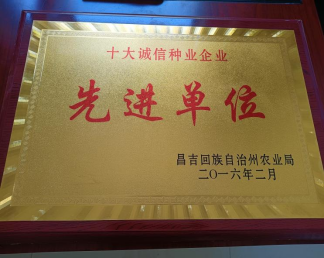 十大诚信种业企业
先进单位
昌吉回族自治州农业局
二〇一六年二月